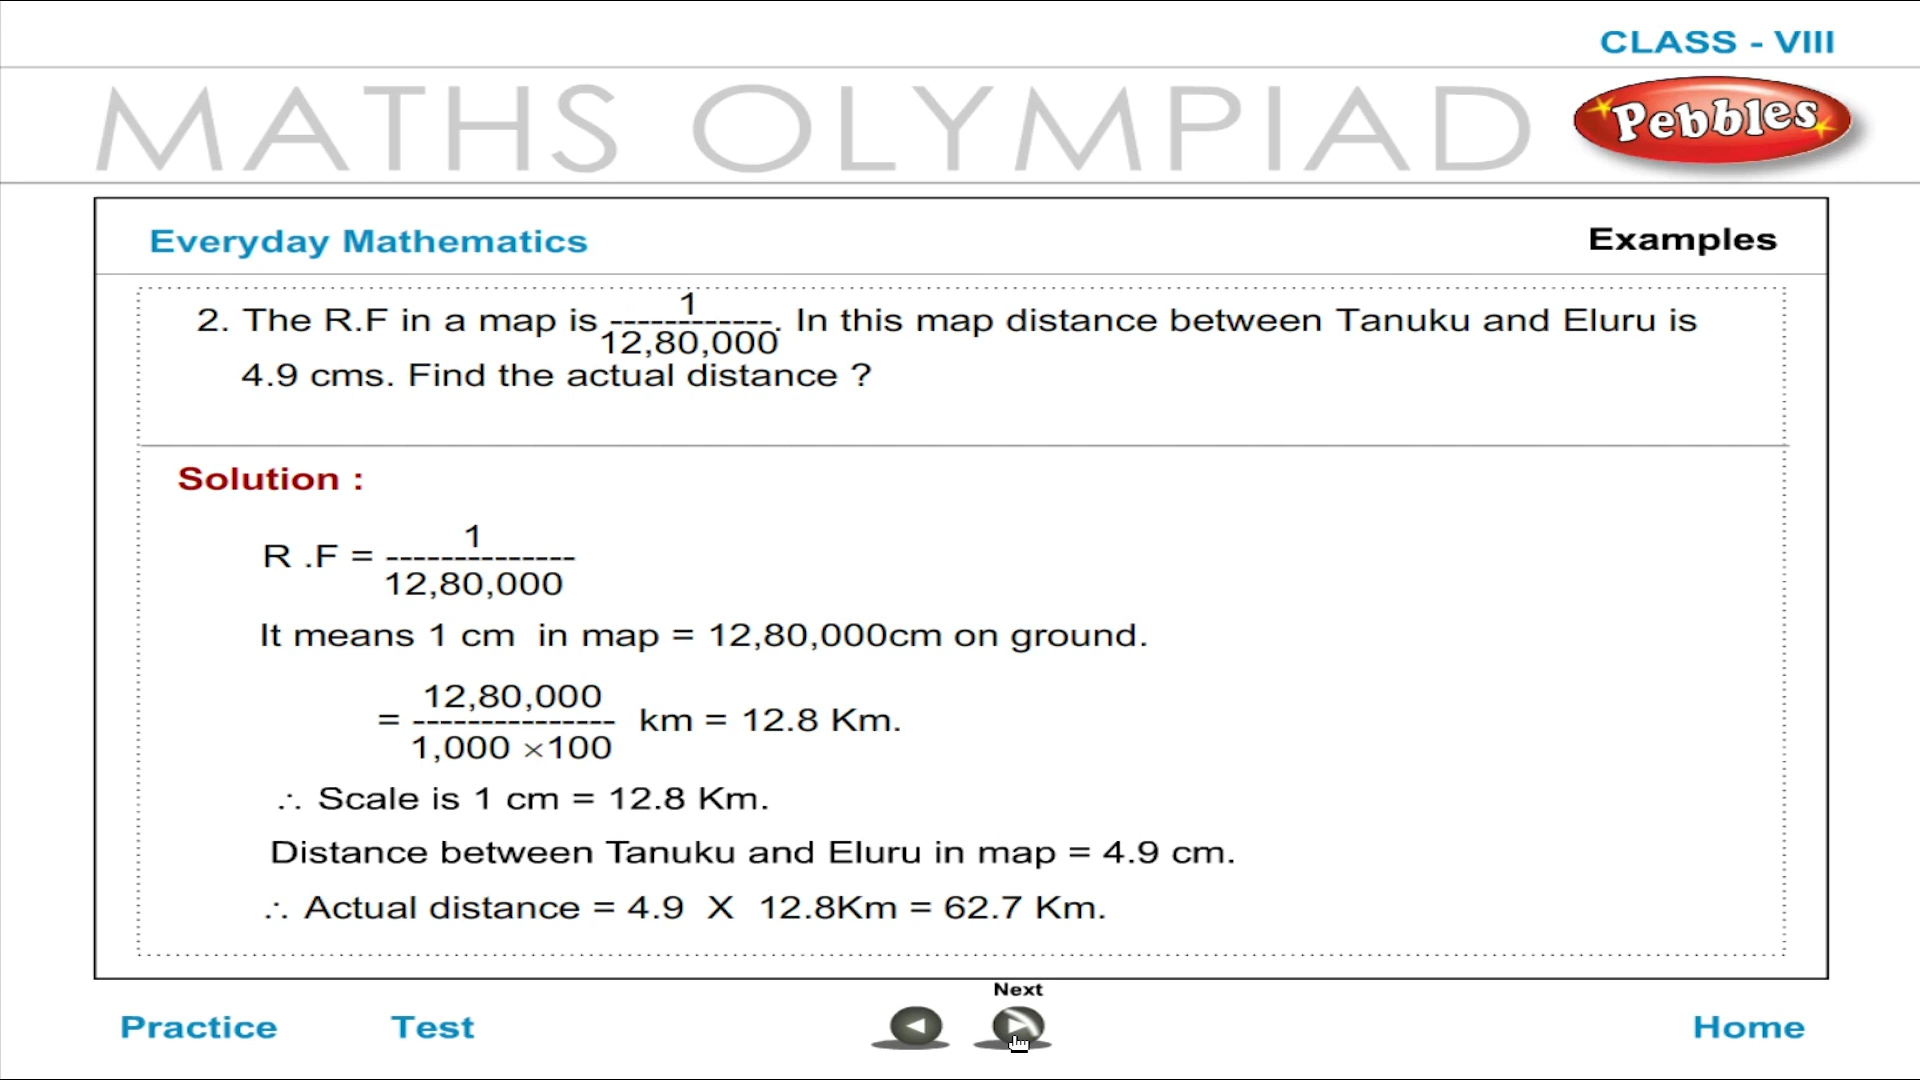 CLASS - VIII
MATHS OLYMPIAD
Pebbles
Everyday Mathematics
Examples
2. The R.F in a map is 1
------------. In this map distance between Tanuku and Eluru is
12,80,000
4.9 cms. Find the actual distance ?
Solution :
1
R .F = --------------
12,80,000
It means 1 cm in map = 12,80,000cm on ground.
12,80,000
= --------------- km = 12.8 Km.
1,000 ×100
∴ Scale is 1 cm = 12.8 Km.
Distance between Tanuku and Eluru in map = 4.9 cm.
∴ Actual distance = 4.9 X 12.8Km = 62.7 Km.
Next
Practice
Test
Home